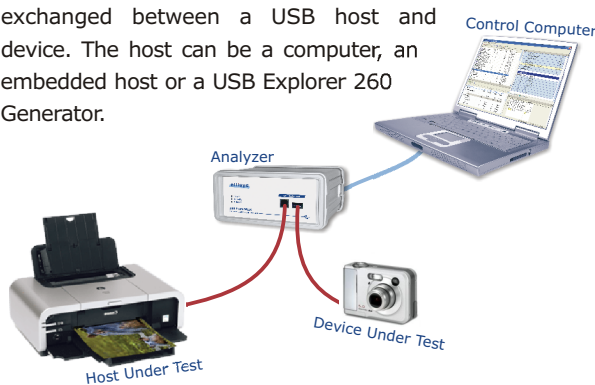 exchanged between a USB host and
device. The host can be a computer, an
embedded host or a USB Explorer 260
Generator.
Control Computer
Analyzer
ellisys
Device Under Test
Host Under Test